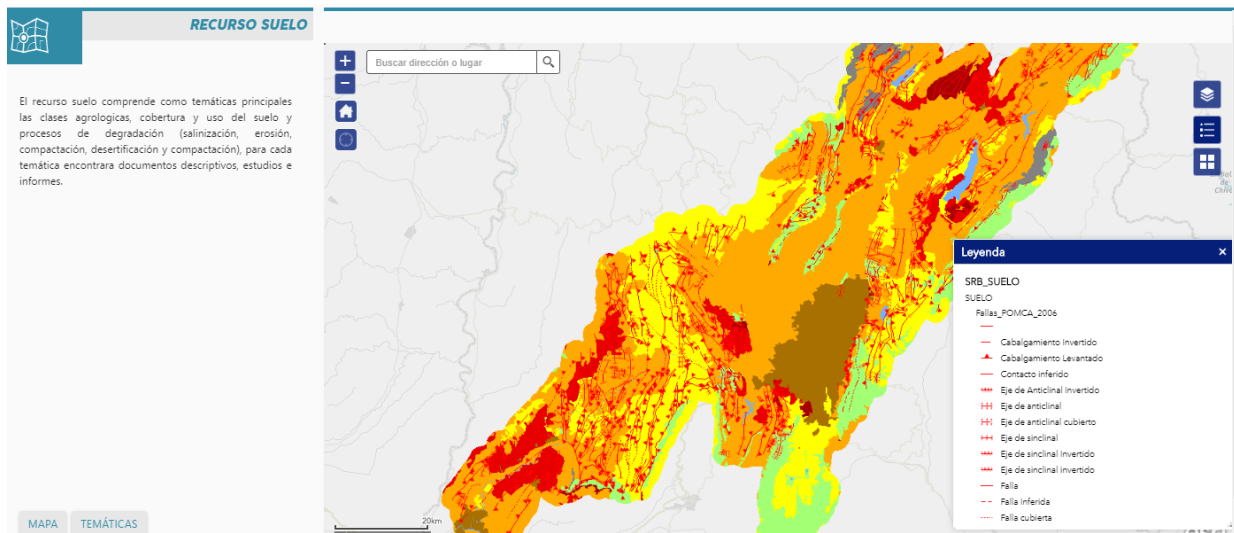 RECURSO SUELO
El recurso suelo comprende como temáticas principales
las clases agrologicas, cobertura y uso del suelo y
procesos de degradación (salinización, erosión,
compactación, desertificación y compactación), para cada
temática encontrara documentos descriptivos, estudios e
informes.
MAPA TEMÁTICAS
+
Buscar dirección o lugar
−
de
20km
Leyenda ×
SRB_SUELO
SUELO
Fallas_POMCA_2006
Cabalgamiento Invertido
Cabalgamiento Levantado
Contacto inferido
Eje de Anticlinal Invertido
Eje de anticlinal
Eje de anticlinal cubierto
Eje de sinclinal
Eje de sinclinal Invertido
Eje de sinclinal invertido
Falla
Falla Inferida
Falla cubierta